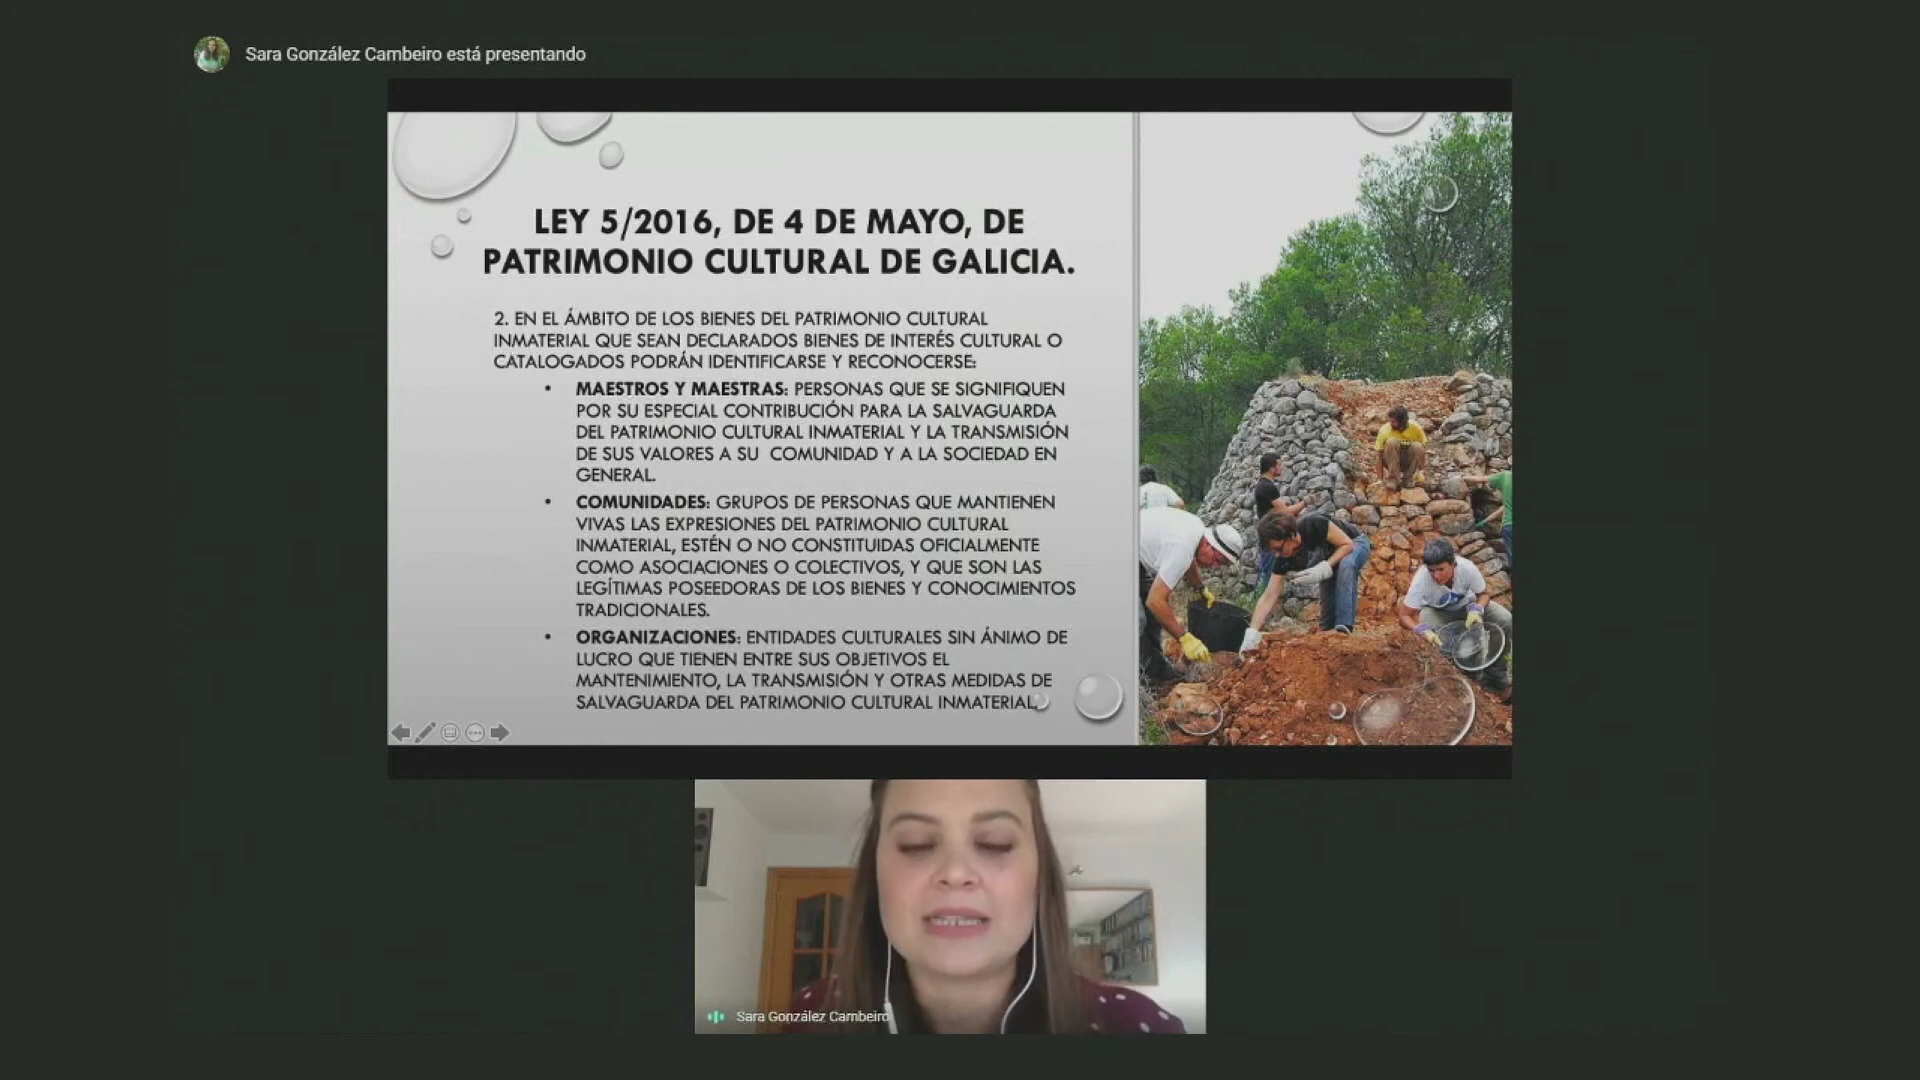 Sara González Cambeiro está presentando
LEY 5/2016, DE 4 DE MAYO, DE
PATRIMONIO CULTURAL DE GALICIA.
2. EN EL ÁMBITO DE LOS BIENES DEL PATRIMONIO CULTURAL
INMATERIAL QUE SEAN DECLARADOS BIENES DE INTERÉS CULTURAL O
CATALOGADOS PODRÁN IDENTIFICARSE Y RECONOCERSE:
• MAESTROS Y MAESTRAS: PERSONAS QUE SE SIGNIFIQUEN
POR SU ESPECIAL CONTRIBUCIÓN PARA LA SALVAGUARDA
DEL PATRIMONIO CULTURAL INMATERIAL Y LA TRANSMISIÓN
DE SUS VALORES A SU COMUNIDAD Y A LA SOCIEDAD EN
GENERAL.
• COMUNIDADES: GRUPOS DE PERSONAS QUE MANTIENEN
VIVAS LAS EXPRESIONES DEL PATRIMONIO CULTURAL
INMATERIAL, ESTÉN O NO CONSTITUIDAS OFICIALMENTE
COMO ASOCIACIONES O COLECTIVOS, Y QUE SON LAS
LEGÍTIMAS POSEEDORAS DE LOS BIENES Y CONOCIMIENTOS
TRADICIONALES.
• ORGANIZACIONES: ENTIDADES CULTURALES SIN ÁNIMO DE
LUCRO QUE TIENEN ENTRE SUS OBJETIVOS EL
MANTENIMIENTO, LA TRANSMISIÓN Y OTRAS MEDIDAS DE
SALVAGUARDA DEL PATRIMONIO CULTURAL INMATERIAL.
Sara González Cambeiro